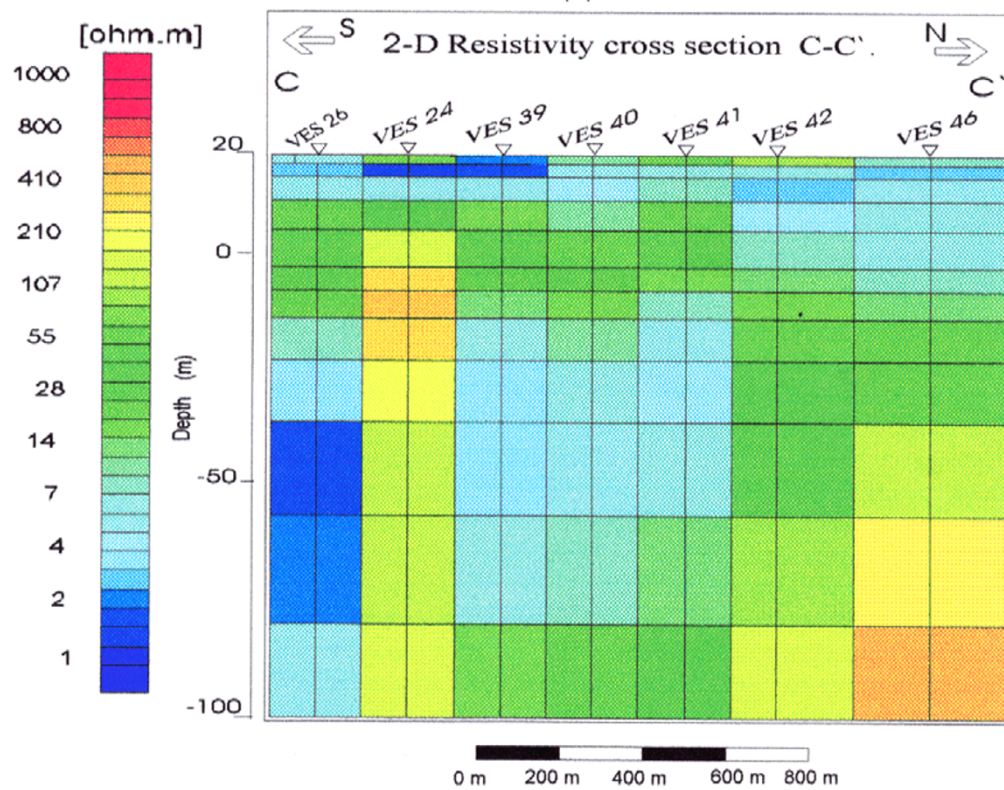 [ohm.m]
1000
800
410
210
107
55
28
14
7
4
2
1
S
N
2-D Resistivity cross section C-C`.
C
C`
VES 26
VES 24
VES 39
VES 40
VES 41
VES 42
VES 46
20
0
-50
-100
Depth (m)
0 m 200 m 400 m 600 m 800 m